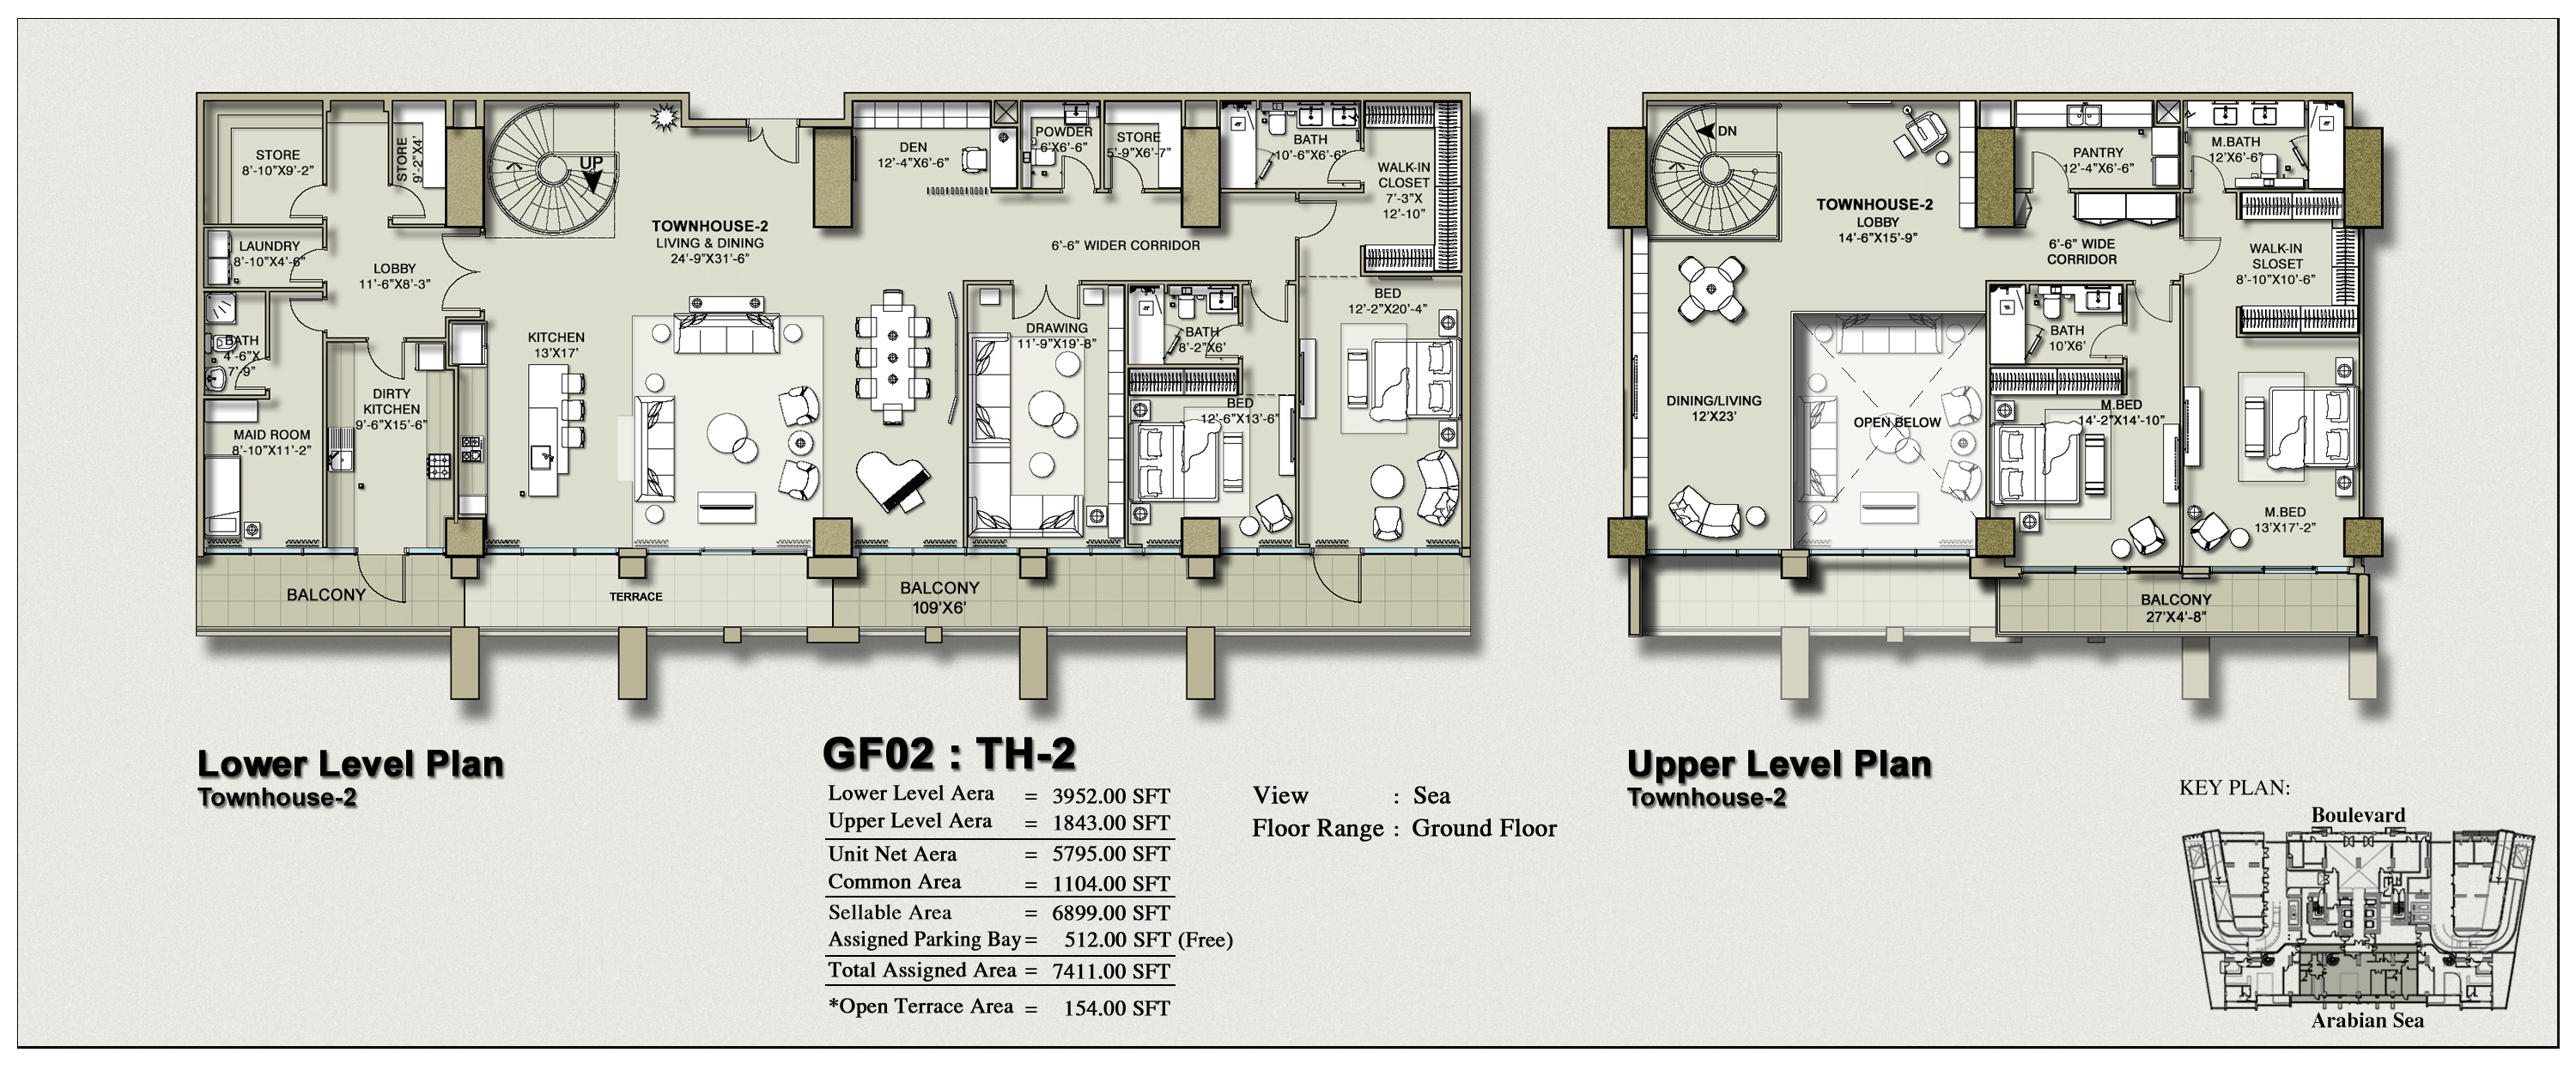 STORE
8'-10"X9'-2"
STORE
9'-2"X4'
UP
LAUNDRY
8'-10"X4'-6"
LOBBY
11'-6"X8'-3"
BATH
4'-6"X
7'-9"
MAID ROOM
8'-10"X11'-2"
DIRTY
KITCHEN
9'-6"X15'-6"
KITCHEN
13'X17'
TOWNHOUSE-2
LIVING & DINING
24'-9"X31'-6"
DEN
12'-4"X6'-6"
POWDER
6'X6'-6"
STORE
5'-9"X6'-7"
BATH
10'-6"X6'-6"
WALK-IN
CLOSET
7'-3"X
12'-10"
6'-6" WIDER CORRIDOR
DRAWING
11'-9"X19'-8"
BATH
8'-2"X6'
BED
12'-6"X13'-6"
BED
12'-2"X20'-4"
BALCONY
TERRACE
BALCONY
109'X6'
DN
TOWNHOUSE-2
LOBBY
14'-6"X15'-9"
PANTRY
12'-4"X6'-6"
M.BATH
12'X6'-6"
6'-6" WIDE
CORRIDOR
WALK-IN
SLOSET
8'-10"X10'-6"
BATH
10'X6'
DINING/LIVING
12'X23'
OPEN BELOW
M.BED
14'-2"X14'-10"
M.BED
13'X17'-2"
BALCONY
27'X4'-8"
Lower Level Plan
Townhouse-2
GF02 : TH-2
Lower Level Aera = 3952.00 SFT
Upper Level Aera = 1843.00 SFT
Unit Net Aera = 5795.00 SFT
Common Area = 1104.00 SFT
Sellable Area = 6899.00 SFT
Assigned Parking Bay = 512.00 SFT (Free)
Total Assigned Area = 7411.00 SFT
*Open Terrace Area = 154.00 SFT
View : Sea
Floor Range : Ground Floor
Upper Level Plan
Townhouse-2
KEY PLAN:
Boulevard
Arabian Sea